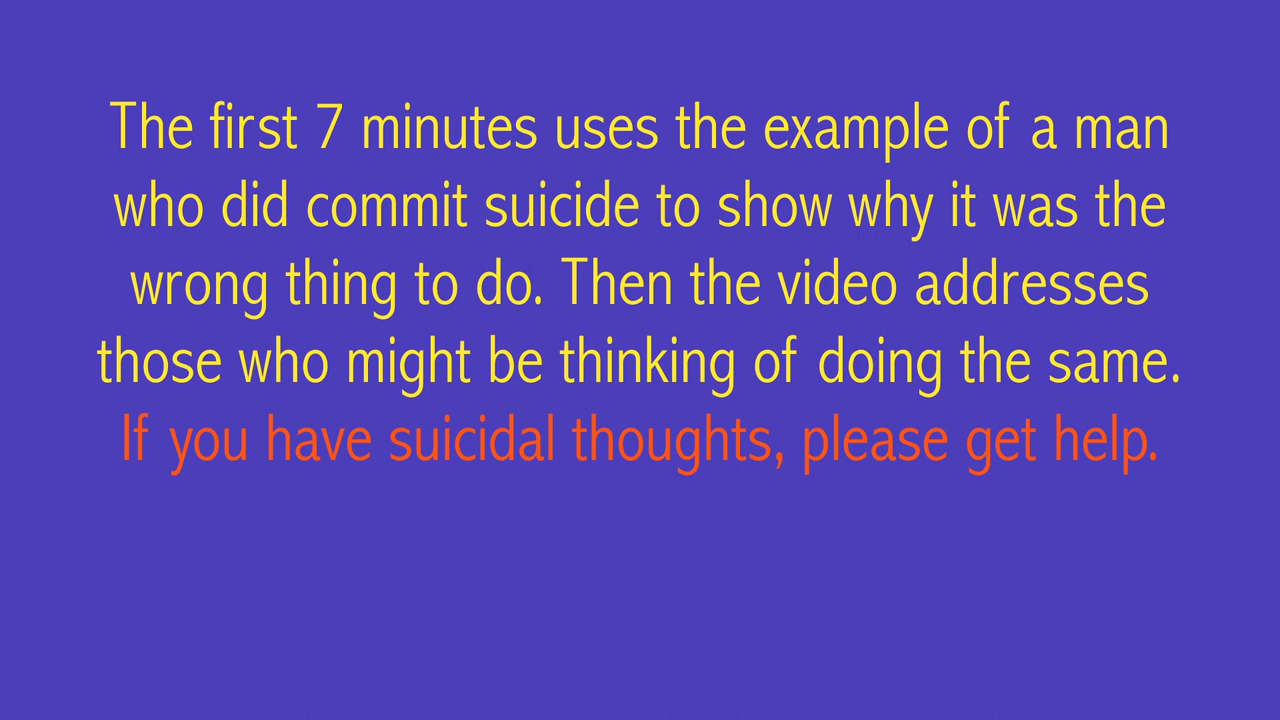 The first 7 minutes uses the example of a man
who did commit suicide to show why it was the
wrong thing to do. Then the video addresses
those who might be thinking of doing the same.
If you have suicidal thoughts, please get help.